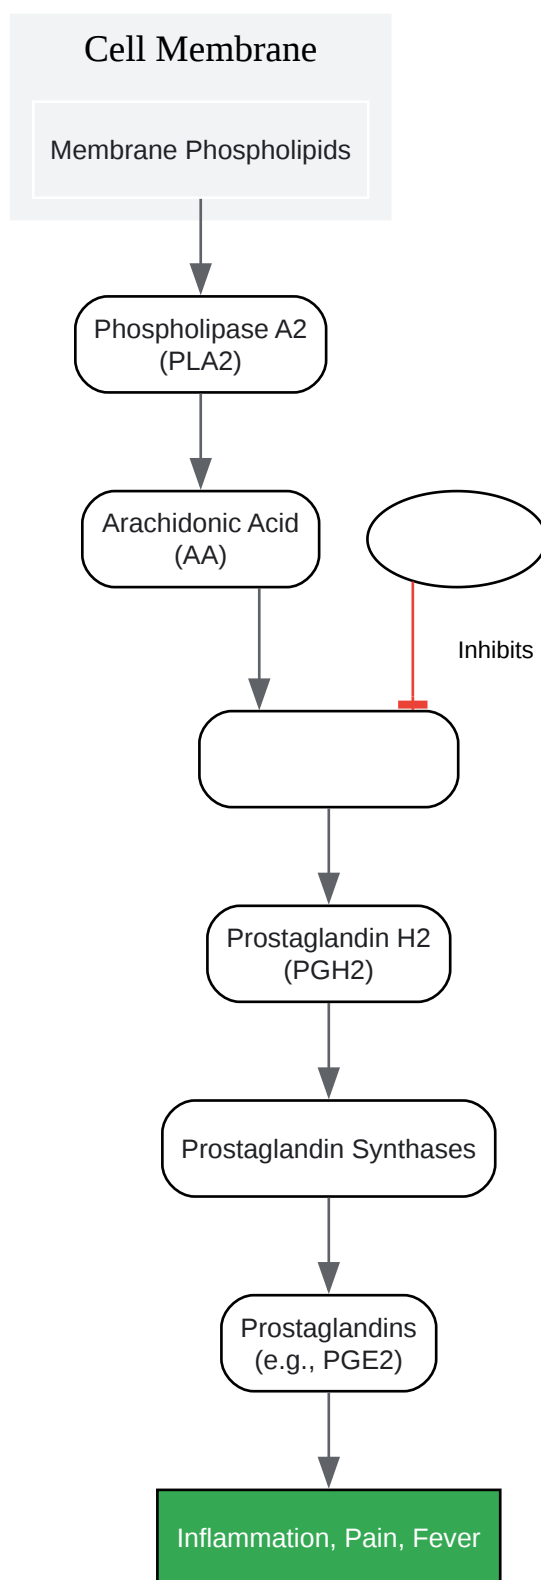 Cell Membrane
Membrane Phospholipids
Phospholipase A2
(PLA2)
Arachidonic Acid
(AA)
Inhibits
Prostaglandin H2
(PGH2)
Prostaglandin Synthases
Prostaglandins
(e.g., PGE2)
Inflammation, Pain, Fever